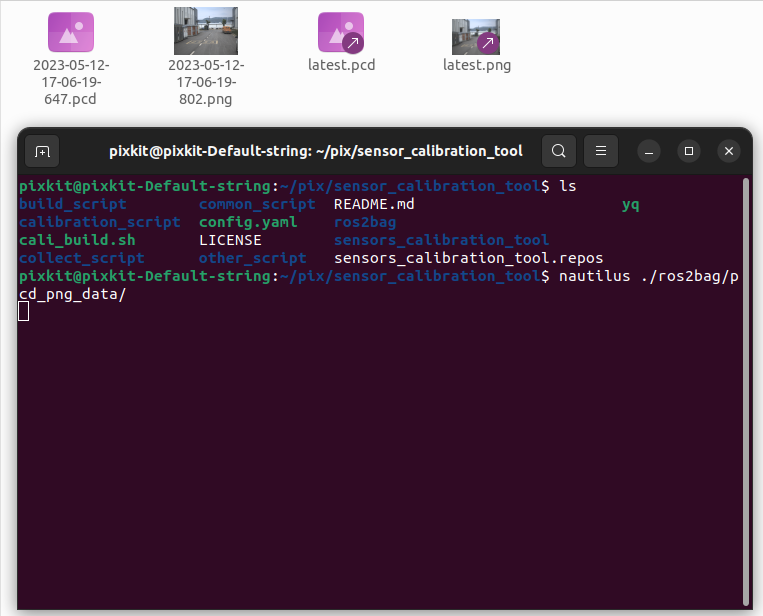 2023-05-12-
17-06-19-
647.pcd
2023-05-12-
17-06-19-
802.png
latest.pcd
latest.png
pixkit@pixkit-Default-string: ~/pix/sensor_calibration_tool
pixkit@pixkit-Default-string:~/pix/sensor_calibration_tool$ ls
build_script common_script README.md yq
calibration_script config.yaml ros2bag
cali_build.sh LICENSE sensors_calibration_tool
collect_script other_script sensors_calibration_tool.repos
pixkit@pixkit-Default-string:~/pix/sensor_calibration_tool$ nautilus ./ros2bag/p
cd_png_data/